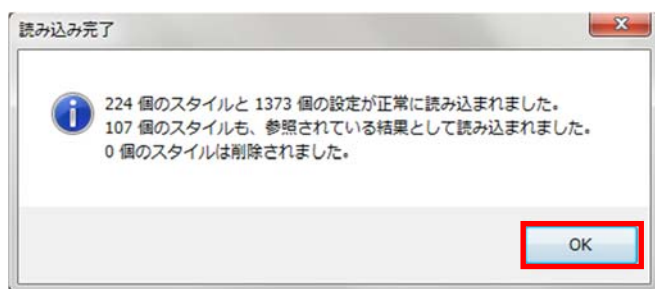 読み込み完了
224 個のスタイルと 1373 個の設定が正常に読み込まれました。
107 個のスタイルも、参照されている結果として読み込まれました。
0 個のスタイルは削除されました。
OK